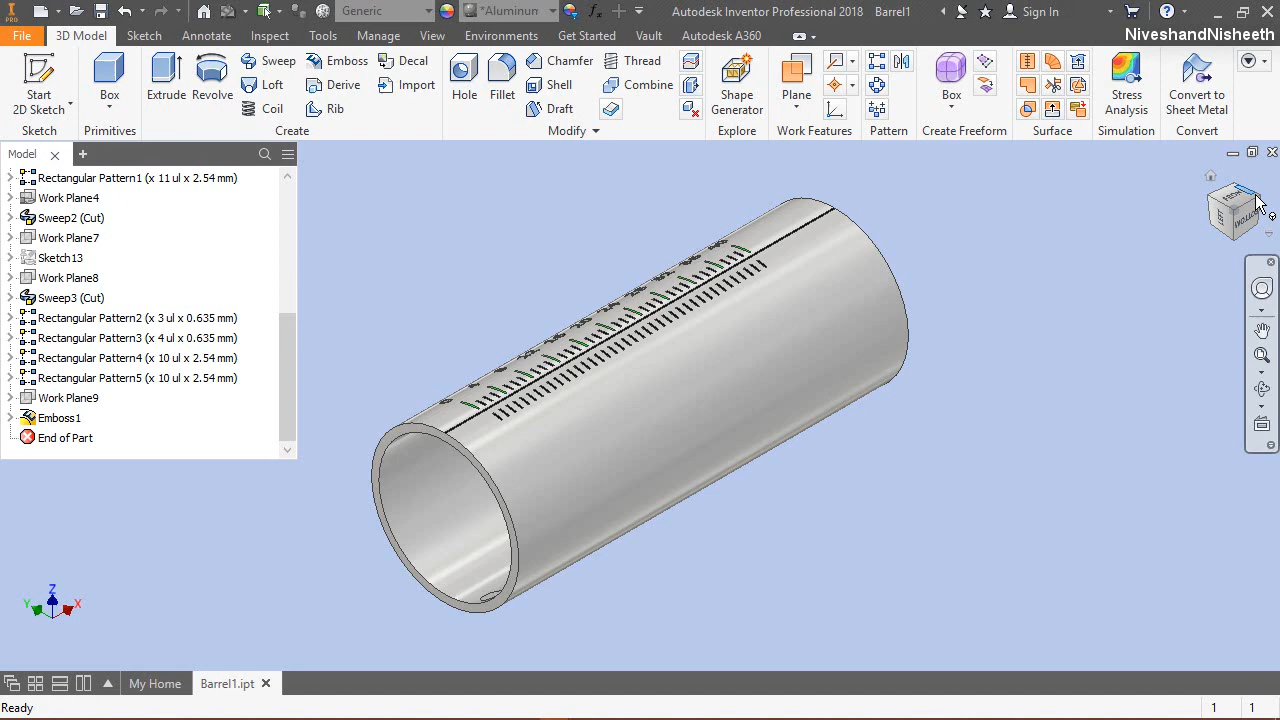 PRO
Generic
*Aluminum
Autodesk Inventor Professional 2018 Barrel1
Sign In
File
3D Model
Sketch
Annotate
Inspect
Tools
Manage
View
Environments
Get Started
Vault
Autodesk A360
NiveshandNisheeth
Start
2D Sketch
Sketch
Box
Primitives
Extrude
Revolve
Sweep
Loft
Coil
Emboss
Derive
Rib
Decal
Import
Create
Hole
Fillet
Chamfer
Shell
Draft
Thread
Combine
Modify
Shape
Generator
Explore
Plane
Work Features
Pattern
Box
Create Freeform
Surface
Stress
Analysis
Simulation
Convert to
Sheet Metal
Convert
Model
Rectangular Pattern1 (x 11 ul x 2.54 mm)
Work Plane4
Sweep2 (Cut)
Work Plane7
Sketch13
Work Plane8
Sweep3 (Cut)
Rectangular Pattern2 (x 3 ul x 0.635 mm)
Rectangular Pattern3 (x 4 ul x 0.635 mm)
Rectangular Pattern4 (x 10 ul x 2.54 mm)
Rectangular Pattern5 (x 10 ul x 2.54 mm)
Work Plane9
Emboss1
End of Part
FRONT
BOTTOM
Z
Y
X
My Home
Barrel1.ipt
Ready
1
1